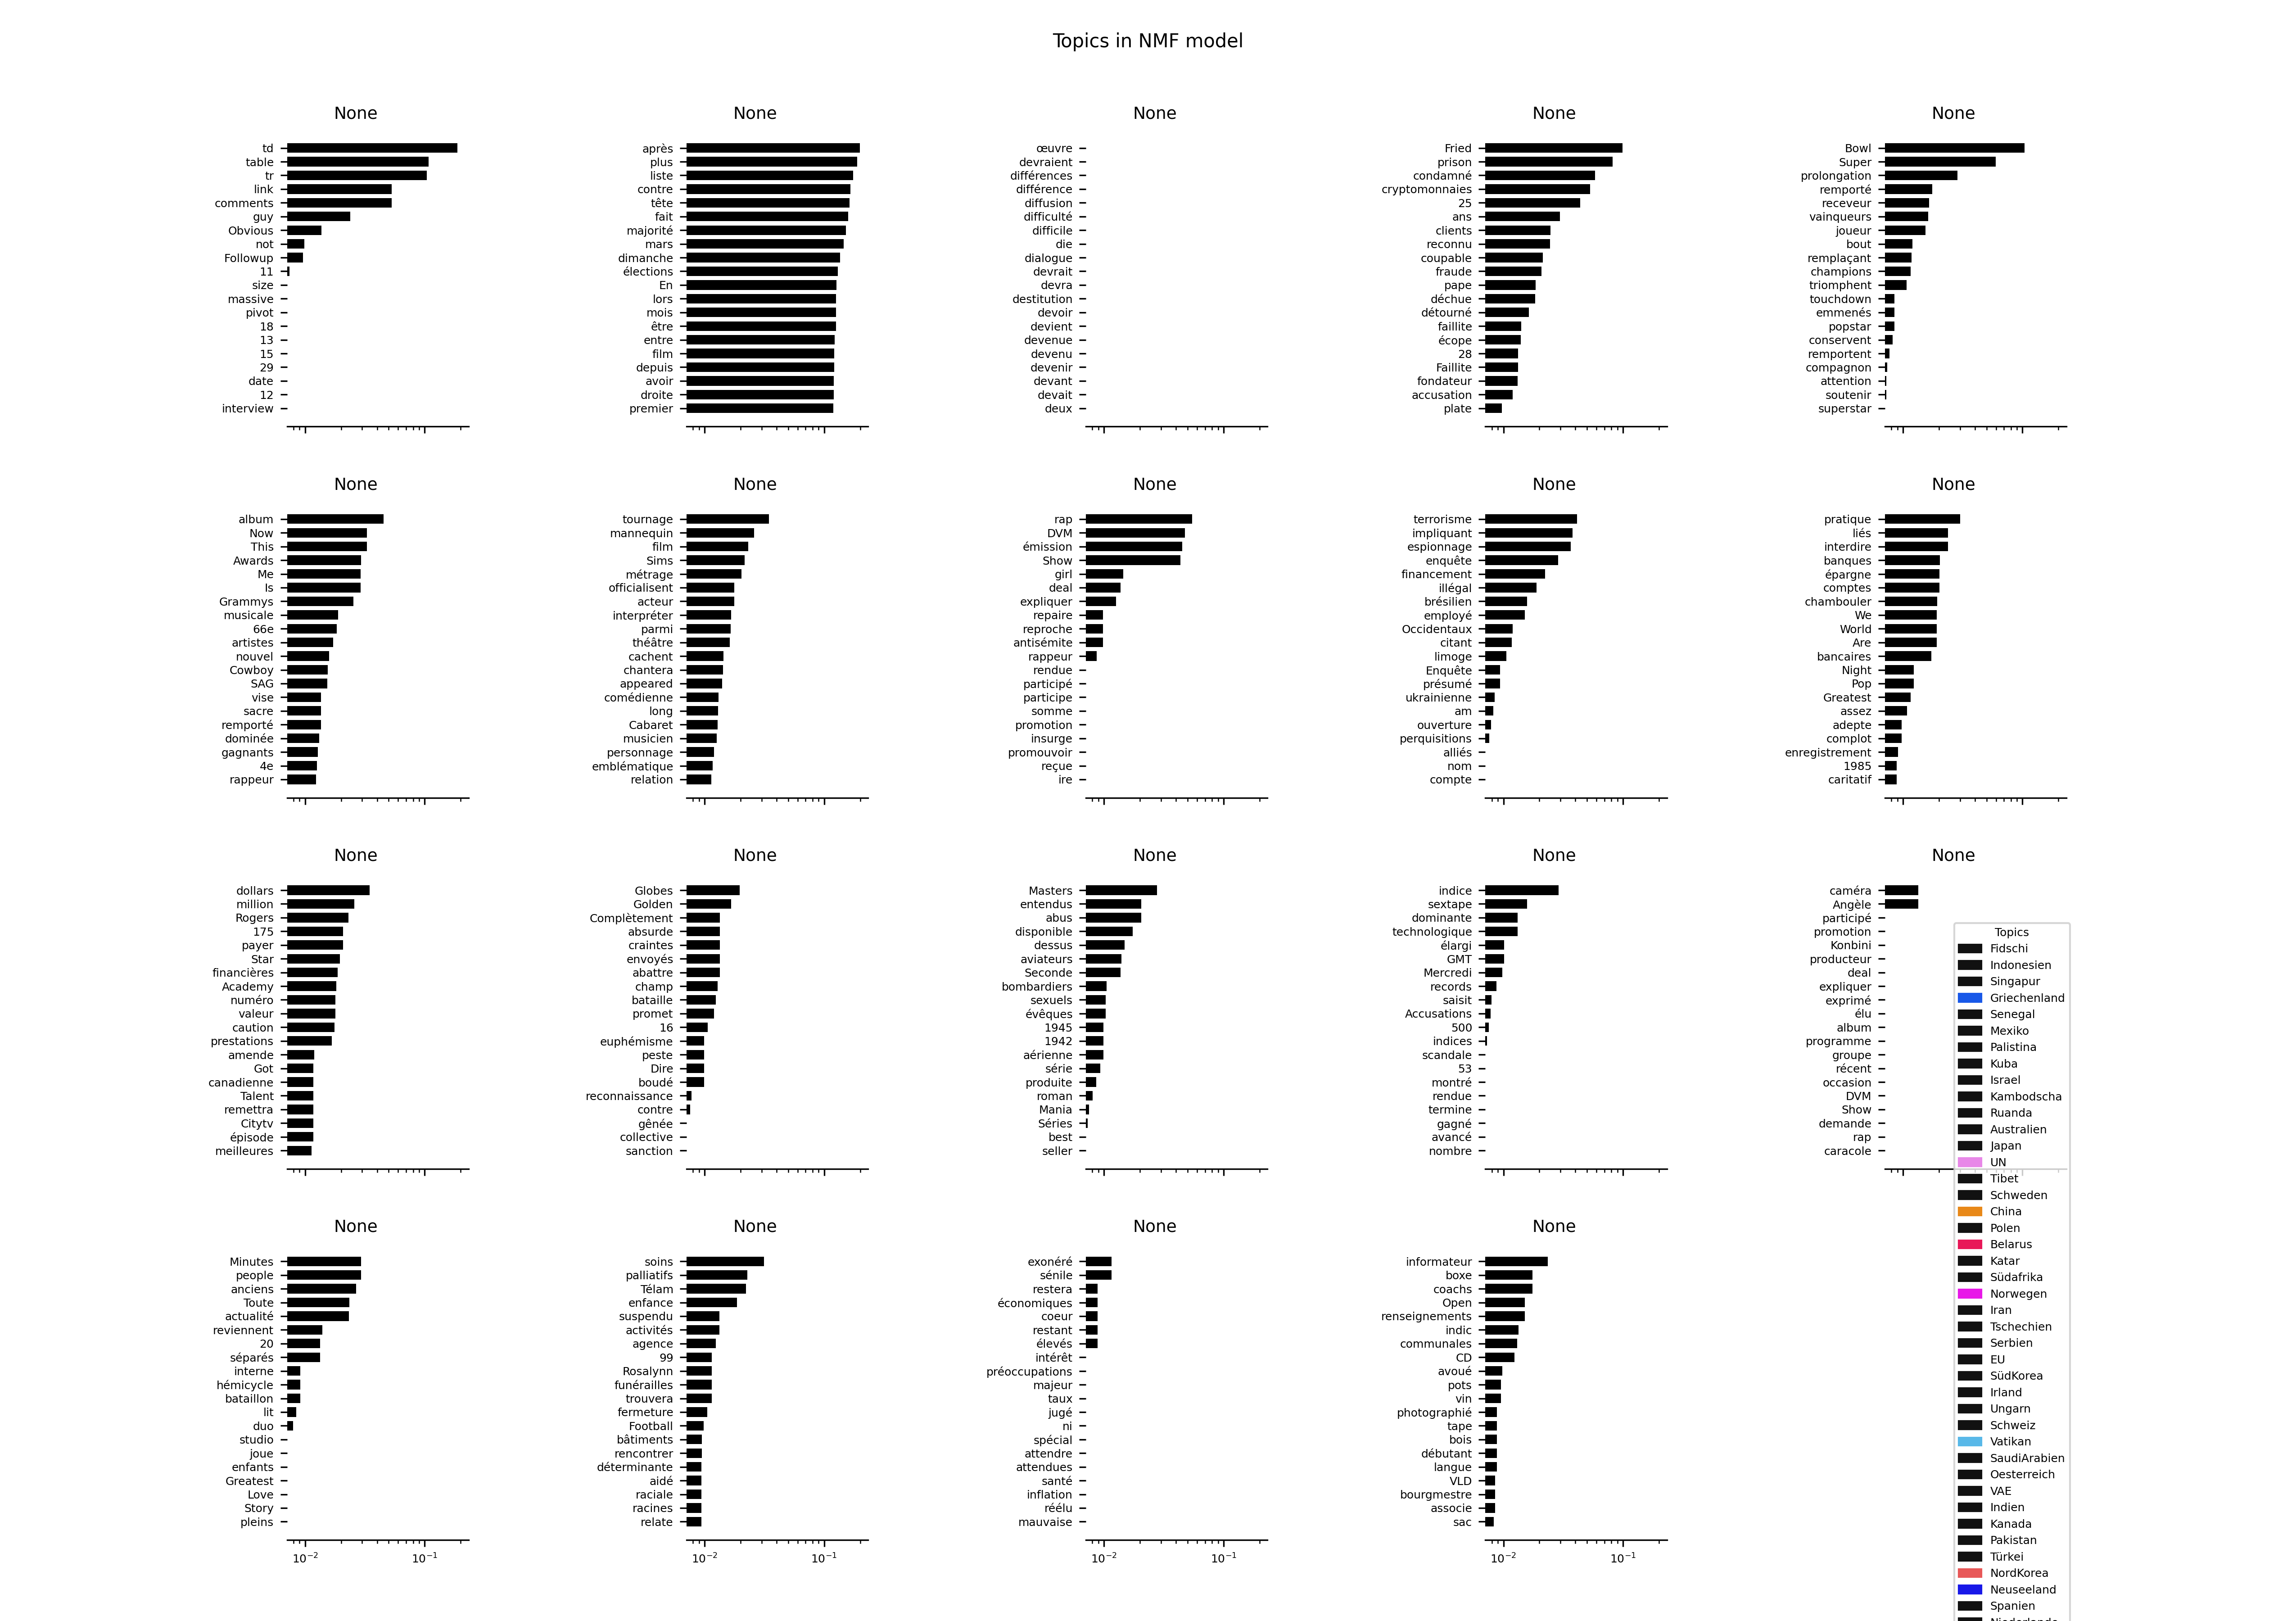 Topics in NMF model
None
td
table
tr
link
comments
guy
Obvious
not
Followup
11
size
massive
pivot
18
13
15
29
date
12
interview
None
après
plus
liste
contre
tête
fait
majorité
mars
dimanche
élections
En
lors
mois
être
entre
film
depuis
avoir
droite
premier
None
œuvre
devraient
différences
différence
diffusion
difficulté
difficile
die
dialogue
devrait
devra
destitution
devoir
devient
devenue
devenu
devenir
devant
devait
deux
None
Fried
prison
condamné
cryptomonnaies
25
ans
clients
reconnu
coupable
fraude
pape
déchue
détourné
faillite
écope
28
Faillite
fondateur
accusation
plate
None
Bowl
Super
prolongation
remporté
receveur
vainqueurs
joueur
bout
remplaçant
champions
triomphent
touchdown
emmenés
popstar
conservent
remportent
compagnon
attention
soutenir
superstar
None
album
Now
This
Awards
Me
Is
Grammys
musicale
66e
artistes
nouvel
Cowboy
SAG
vise
sacre
remporté
dominée
gagnants
4e
rappeur
None
tournage
mannequin
film
Sims
métrage
officialisent
acteur
interpréter
parmi
théâtre
cachent
chantera
appeared
comédienne
long
Cabaret
musicien
personnage
emblématique
relation
None
rap
DVM
émission
Show
girl
deal
expliquer
repaire
reproche
antisémite
rappeur
rendue
participé
participe
somme
promotion
insurge
promouvoir
reçue
ire
None
terrorisme
impliquant
espionnage
enquête
financement
illégal
brésilien
employé
Occidentaux
citant
limoge
Enquête
présumé
ukrainienne
am
ouverture
perquisitions
alliés
nom
compte
None
pratique
liés
interdire
banques
épargne
comptes
chambouler
We
World
Are
bancaires
Night
Pop
Greatest
assez
adepte
complot
enregistrement
1985
caritatif
None
dollars
million
Rogers
175
payer
Star
financières
Academy
numéro
valeur
caution
prestations
amende
Got
canadienne
Talent
remettra
Citytv
épisode
meilleures
None
Globes
Golden
Complètement
absurde
craintes
envoyés
abattre
champ
bataille
promet
16
euphémisme
peste
Dire
boudé
reconnaissance
contre
gênée
collective
sanction
None
Masters
entendus
abus
disponible
dessus
aviateurs
Seconde
bombardiers
sexuels
évêques
1945
1942
aérienne
série
produite
roman
Mania
Séries
best
seller
None
indice
sextape
dominante
technologique
élargi
GMT
Mercredi
records
saisit
Accusations
500
indices
scandale
53
montré
rendue
termine
gagné
avancé
nombre
None
caméra
Angèle
participé
promotion
Konbini
producteur
deal
expliquer
exprimé
élu
album
programme
groupe
récent
occasion
DVM
Show
demande
rap
caracole
None
Minutes
people
anciens
Toute
actualité
reviennent
20
séparés
interne
hémicycle
bataillon
lit
duo
studio
joue
enfants
Greatest
Love
Story
pleins
10⁻²
10⁻¹
None
soins
palliatifs
Télam
enfance
suspendu
activités
agence
99
Rosalynn
funérailles
trouvera
fermeture
Football
bâtiments
rencontrer
déterminante
aidé
raciale
racines
relate
10⁻²
10⁻¹
None
exonéré
sénile
restera
économiques
coeur
restant
élevés
intérêt
préoccupations
majeur
taux
jugé
ni
spécial
attendre
attendues
santé
inflation
réélu
mauvaise
10⁻²
10⁻¹
None
informateur
boxe
coachs
Open
renseignements
indic
communales
CD
avoué
pots
vin
photographié
tape
bois
débutant
langue
VLD
bourgmestre
associe
sac
10⁻²
10⁻¹
Topics
Fidschi
Indonesien
Singapur
Griechenland
Senegal
Mexiko
Palistina
Kuba
Israel
Kambodscha
Ruanda
Australien
Japan
UN
Tibet
Schweden
China
Polen
Belarus
Katar
Südafrika
Norwegen
Iran
Tschechien
Serbien
EU
SüdKorea
Irland
Ungarn
Schweiz
Vatikan
SaudiArabien
Oesterreich
VAE
Indien
Kanada
Pakistan
Türkei
NordKorea
Neuseeland
Spanien